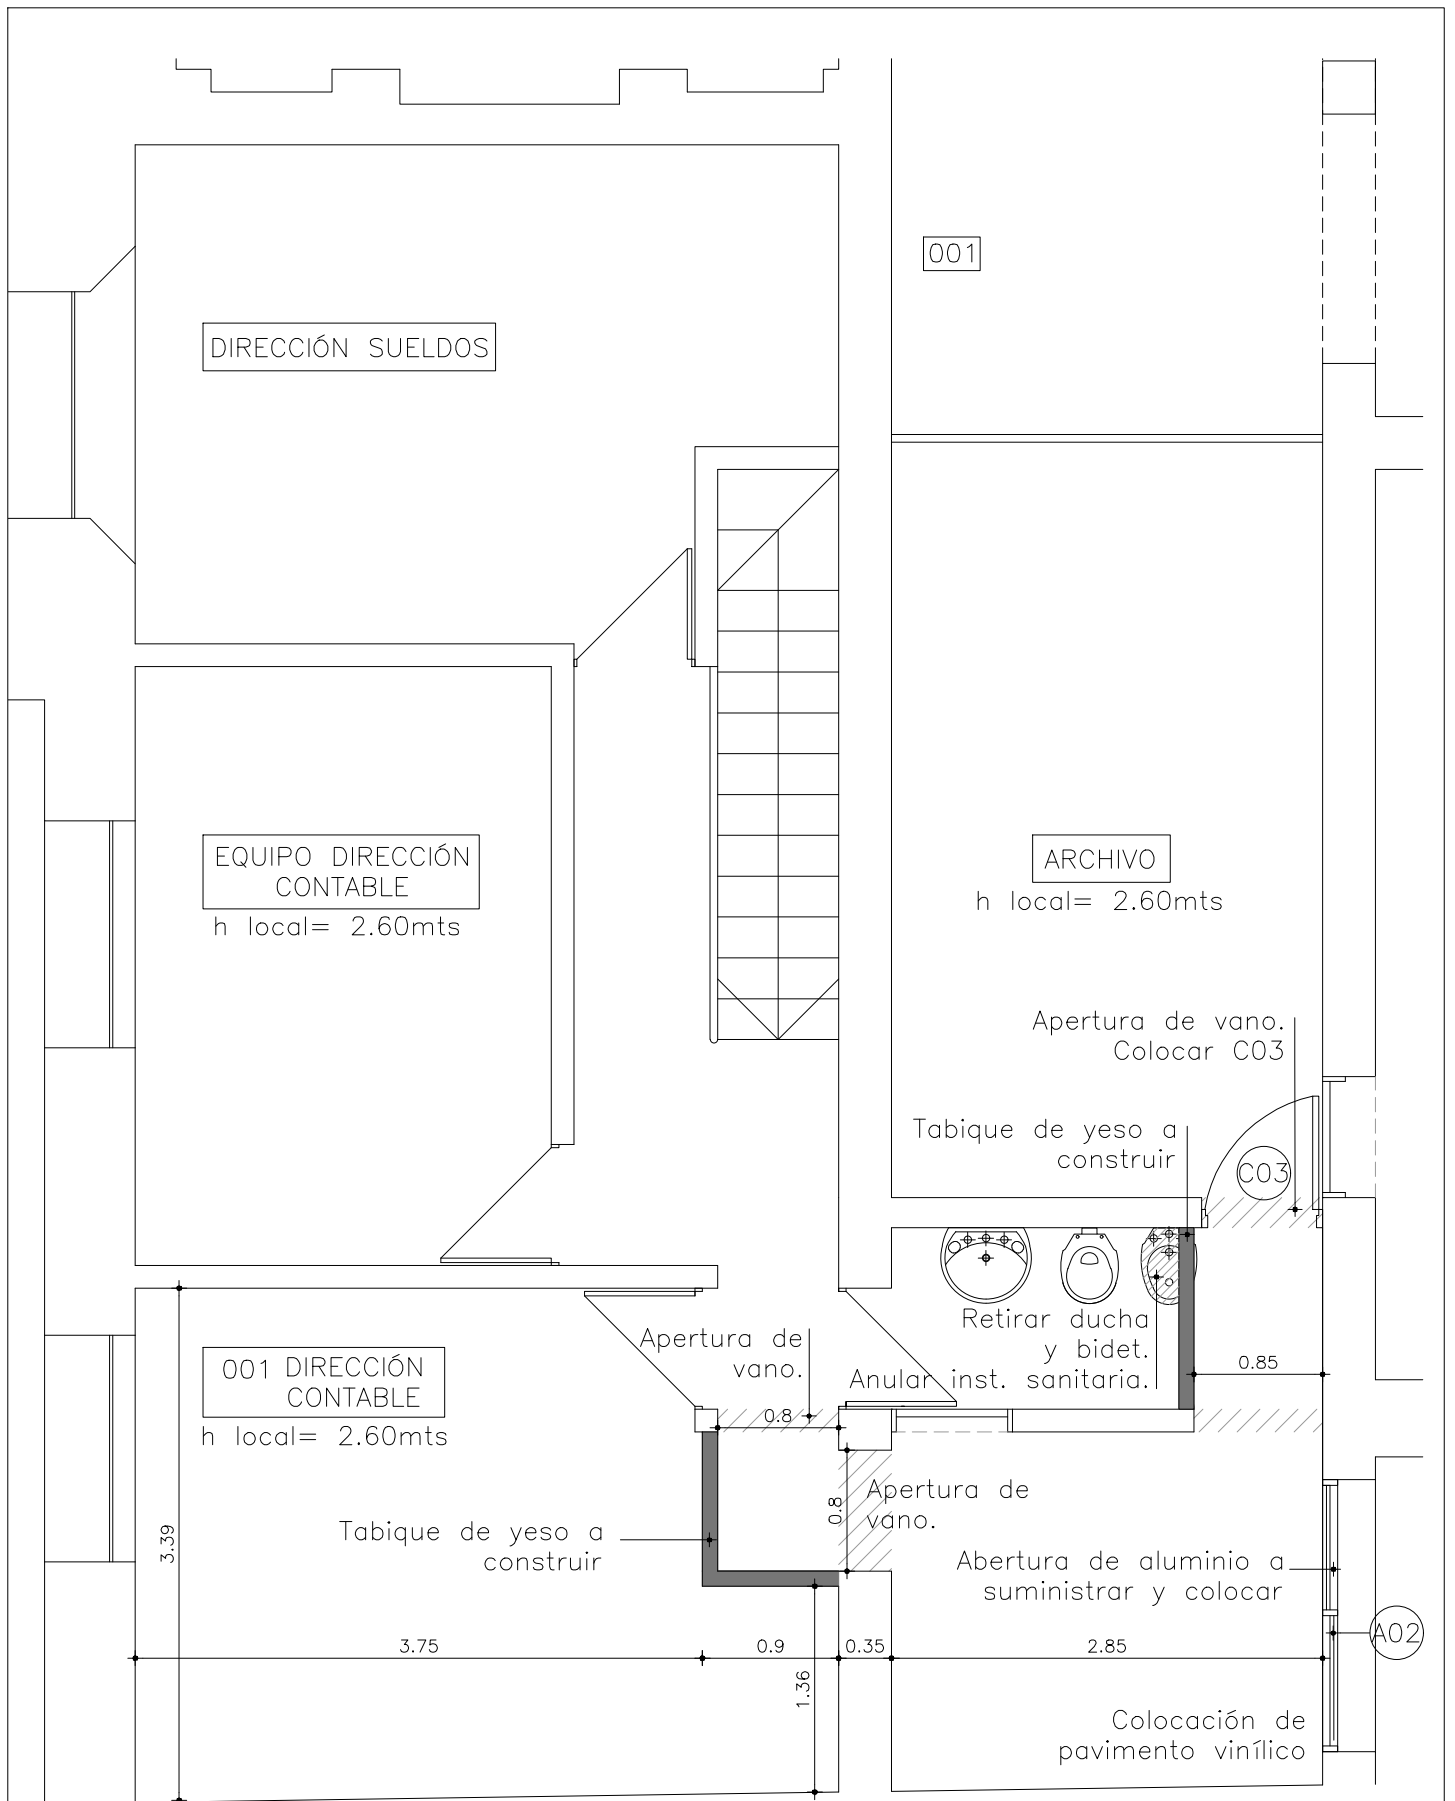 001
DIRECCIÓN SUELDOS
EQUIPO DIRECCIÓN
CONTABLE
h local= 2.60mts
ARCHIVO
h local= 2.60mts
Apertura de vano.
Colocar C03
Tabique de yeso a
construir
C03
Retirar ducha
y bidet.
Anular inst. sanitaria.
0.85
Apertura de
vano.
0.8
001 DIRECCIÓN
CONTABLE
h local= 2.60mts
3.39
Tabique de yeso a
construir
0.8
Apertura de
vano.
Abertura de aluminio a
suministrar y colocar
A02
3.75
0.9
0.35
2.85
1.36
Colocación de
pavimento vinílico